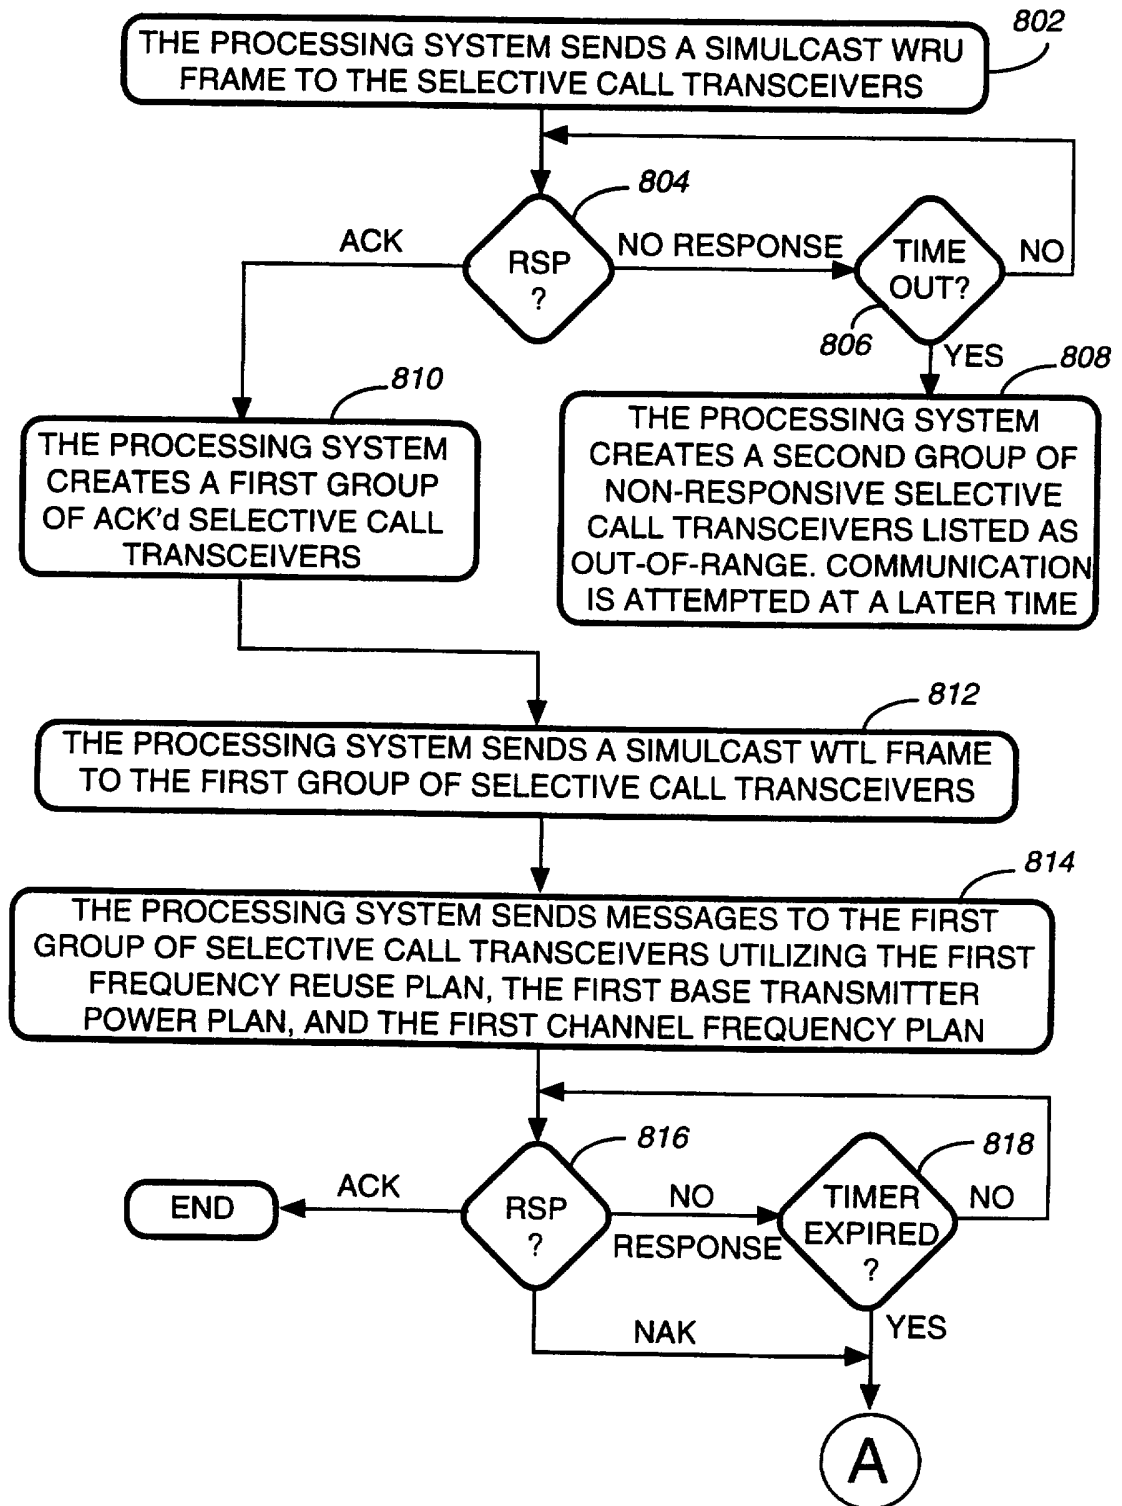 802
THE PROCESSING SYSTEM SENDS A SIMULCAST WRU
FRAME TO THE SELECTIVE CALL TRANSCEIVERS
804
ACK
RSP
?
NO RESPONSE
TIME
OUT?
NO
806
YES
808
810
THE PROCESSING SYSTEM
CREATES A FIRST GROUP
OF ACK'd SELECTIVE CALL
TRANSCEIVERS
THE PROCESSING SYSTEM
CREATES A SECOND GROUP OF
NON-RESPONSIVE SELECTIVE
CALL TRANSCEIVERS LISTED AS
OUT-OF-RANGE. COMMUNICATION
IS ATTEMPTED AT A LATER TIME
812
THE PROCESSING SYSTEM SENDS A SIMULCAST WTL FRAME
TO THE FIRST GROUP OF SELECTIVE CALL TRANSCEIVERS
814
THE PROCESSING SYSTEM SENDS MESSAGES TO THE FIRST
GROUP OF SELECTIVE CALL TRANSCEIVERS UTILIZING THE FIRST
FREQUENCY REUSE PLAN, THE FIRST BASE TRANSMITTER
POWER PLAN, AND THE FIRST CHANNEL FREQUENCY PLAN
816
818
END
ACK
RSP
?
NO
RESPONSE
TIMER
EXPIRED
?
NO
NAK
YES
A